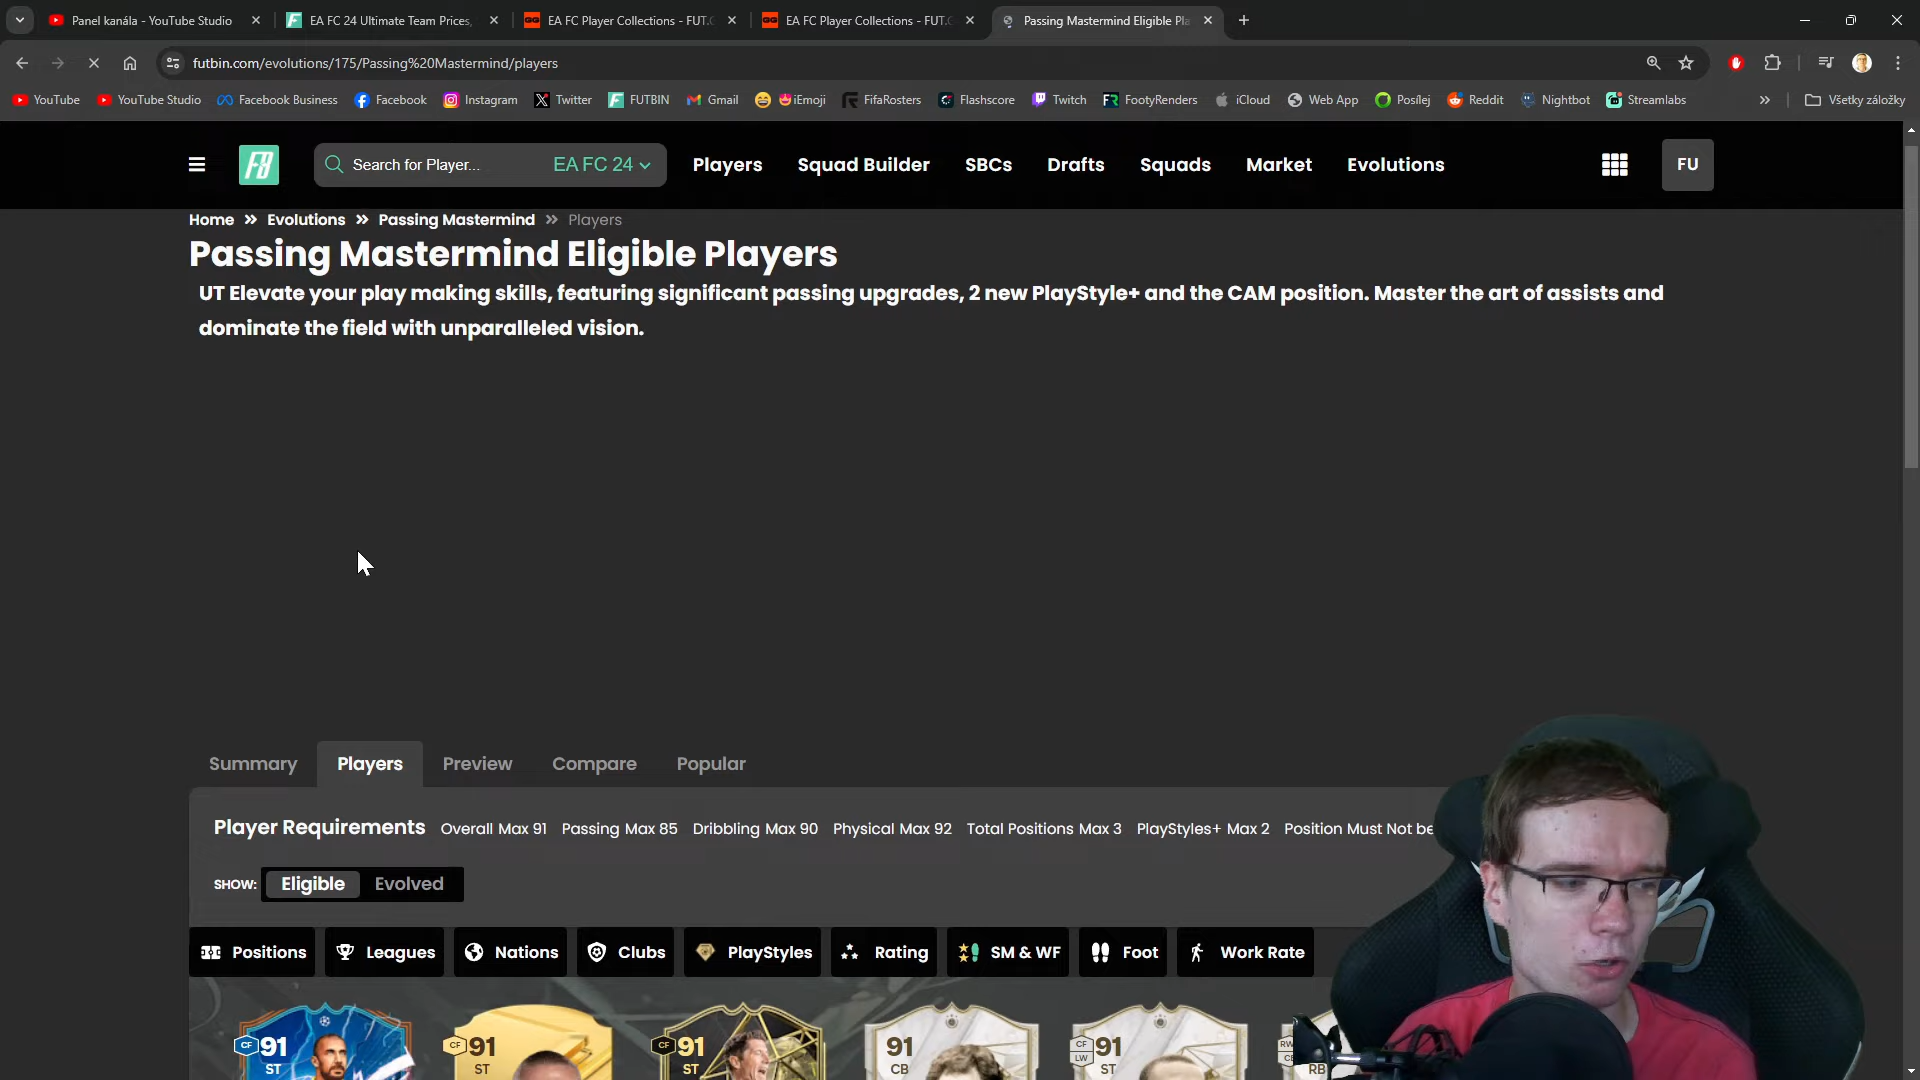 Panel kanála - YouTube Studio
EA FC 24 Ultimate Team Prices,
EA FC Player Collections - FUT.G
EA FC Player Collections - FUT.G
Passing Mastermind Eligible Pla
futbin.com/evolutions/175/Passing%20Mastermind/players
YouTube
YouTube Studio
Facebook Business
Facebook
Instagram
Twitter
FUTBIN
Gmail
iEmoji
FifaRosters
Flashscore
Twitch
FootyRenders
iCloud
Web App
Posilej
Reddit
Nightbot
Streamlabs
Všetky záložky
Search for Player...
EA FC 24
Players
Squad Builder
SBCs
Drafts
Squads
Market
Evolutions
FU
Home » Evolutions » Passing Mastermind » Players
Passing Mastermind Eligible Players
UT Elevate your play making skills, featuring significant passing upgrades, 2 new PlayStyle+ and the CAM position. Master the art of assists and
dominate the field with unparalleled vision.
Summary
Players
Preview
Compare
Popular
Player Requirements Overall Max 91 Passing Max 85 Dribbling Max 90 Physical Max 92 Total Positions Max 3 PlayStyles+ Max 2 Position Must Not be
SHOW: Eligible Evolved
Positions
Leagues
Nations
Clubs
PlayStyles
Rating
SM & WF
Foot
Work Rate
CF 91 ST
CF 91 ST
CF 91 ST
91 CB
CF LW 91 ST
RB